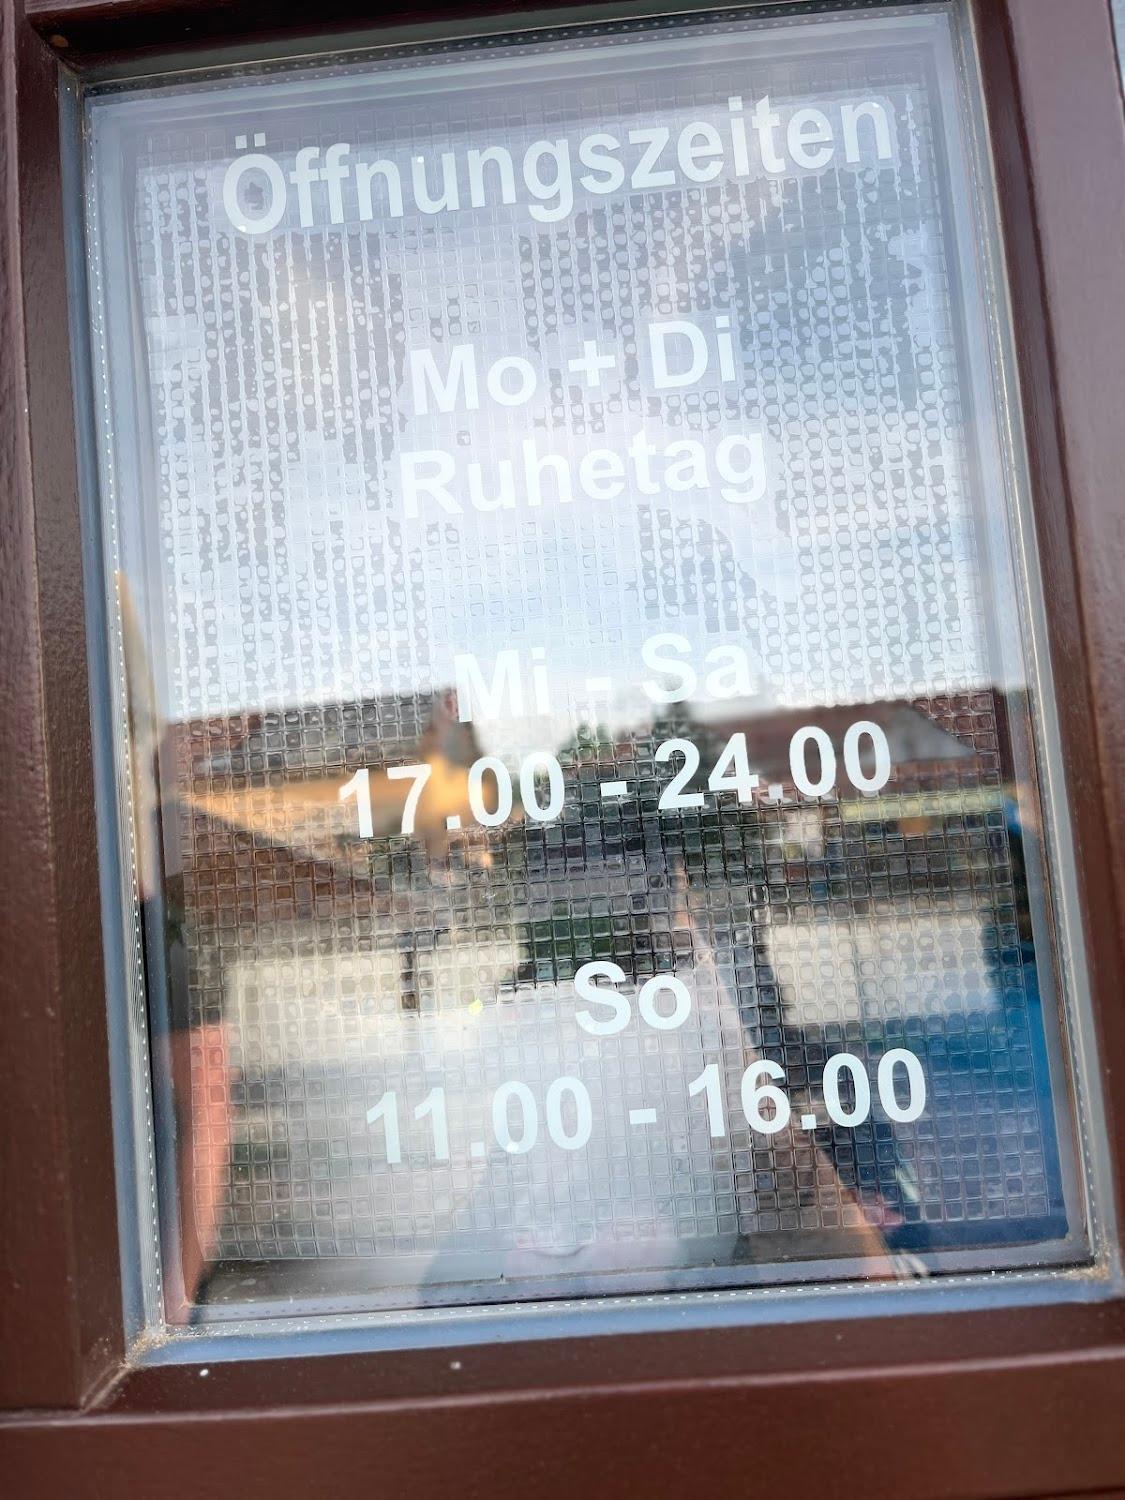 Öffnungszeiten
Mo + Di
Ruhetag
Mi - Sa
17.00 - 24.00
So
11.00 - 16.00